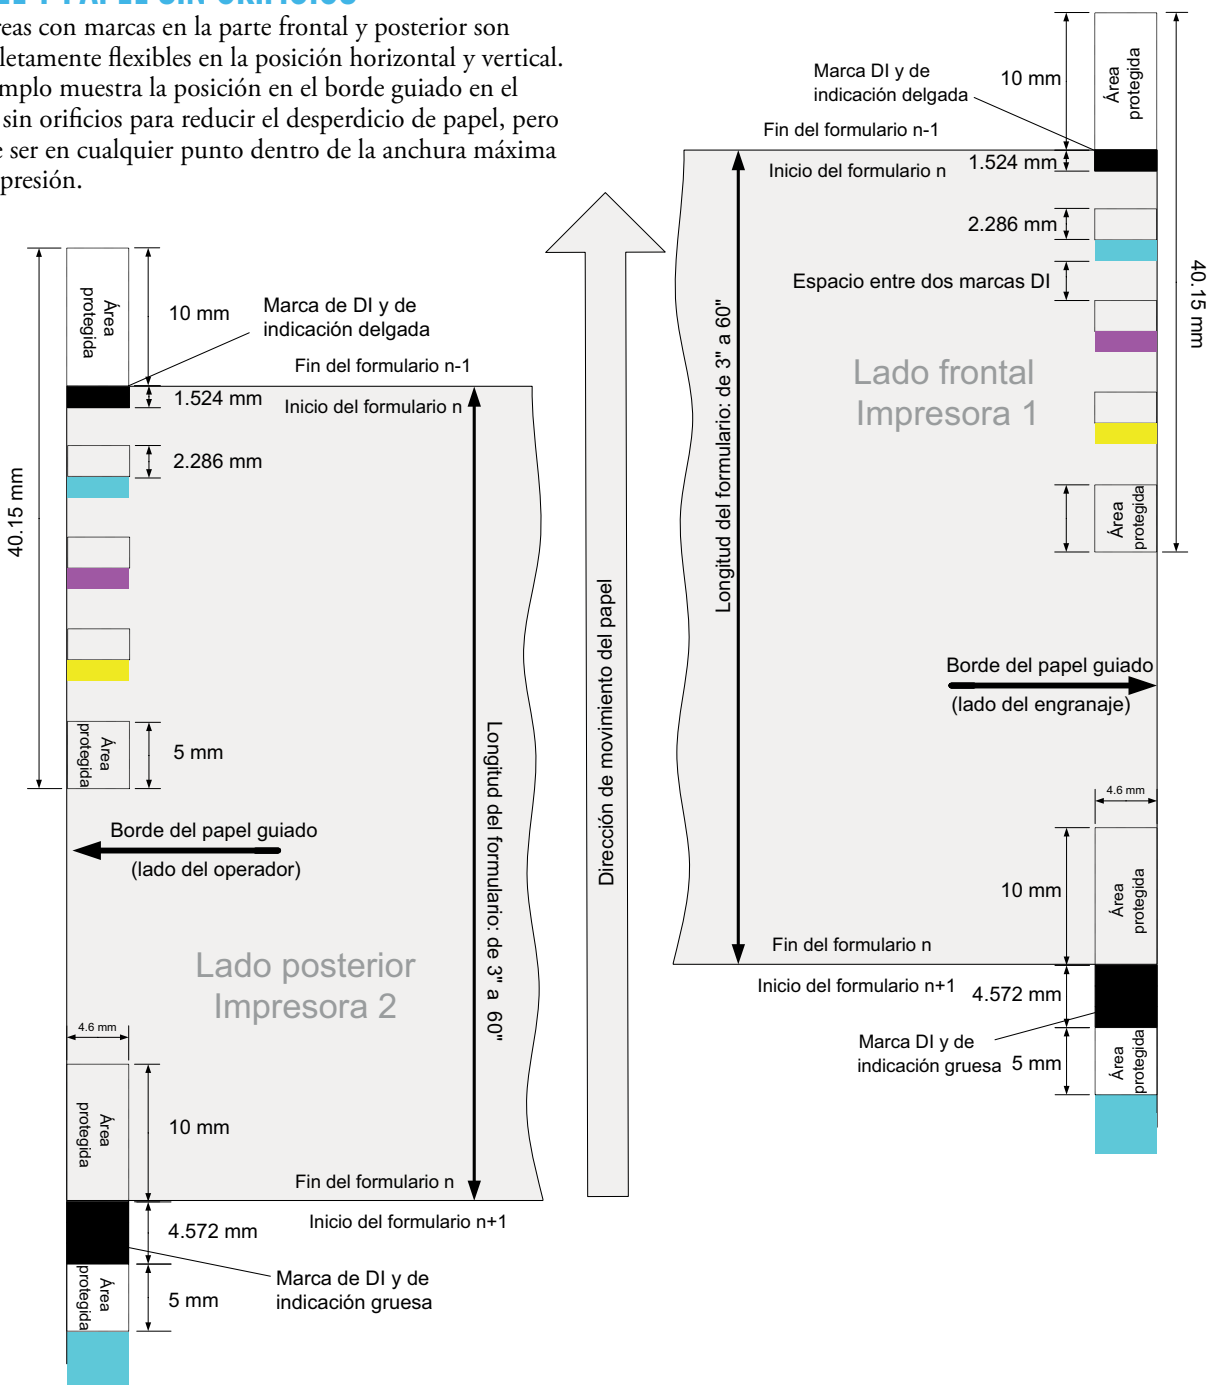 Y PAPEL SIN ORIFICIOS
reas con marcas en la parte frontal y posterior son
letamente flexibles en la posición horizontal y vertical.
mplo muestra la posición en el borde guiado en el
sin orificios para reducir el desperdicio de papel, pero
e ser en cualquier punto dentro de la anchura máxima
presión.
Área
protegida
10 mm
Marca de DI y de
indicación delgada
Fin del formulario n-1
1.524 mm
Inicio del formulario n
2.286 mm
40.15 mm
Área
protegida
5 mm
Borde del papel guiado
(lado del operador)
Longitud del formulario: de 3" a 60"
Lado posterior
Impresora 2
4.6 mm
Área
protegida
10 mm
Fin del formulario n
Inicio del formulario n+1
4.572 mm
Área
protegida
5 mm
Marca de DI y de
indicación gruesa
Dirección de movimiento del papel
Área
protegida
10 mm
Marca DI y de
indicación delgada
Fin del formulario n-1
Inicio del formulario n
1.524 mm
2.286 mm
Espacio entre dos marcas DI
40.15 mm
Longitud del formulario: de 3" a 60"
Lado frontal
Impresora 1
Área
protegida
Borde del papel guiado
(lado del engranaje)
4.6 mm
10 mm
Área
protegida
Fin del formulario n
Inicio del formulario n+1
4.572 mm
Marca DI y de
indicación gruesa
5 mm
Área
protegida